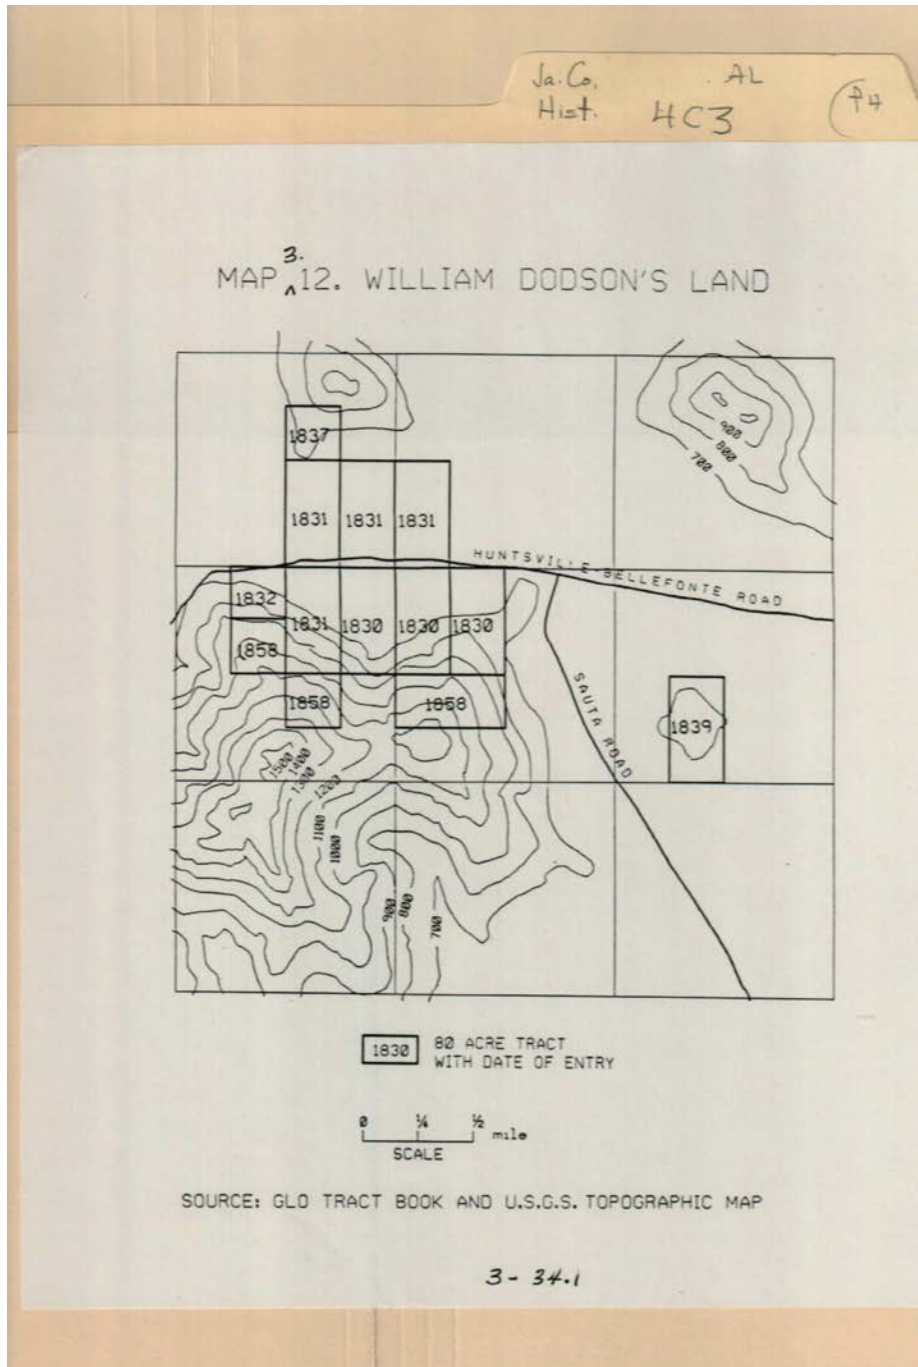 Ja. Co. AL
Hist. 4C3 P4
3.
MAP ^12. WILLIAM DODSON'S LAND
1837
900
800
700
1831 1831 1831
HUNTSVILLE-BELLEFONTE ROAD
1832
1831 1830 1830 1830
1858
SAUTA ROAD
1858 1858
1839
1500
1400
1300
1200
1100
1000
900
800
700
1830 80 ACRE TRACT
WITH DATE OF ENTRY
0 ¼ ½ mile
SCALE
SOURCE: GLO TRACT BOOK AND U.S.G.S. TOPOGRAPHIC MAP
3-34.1